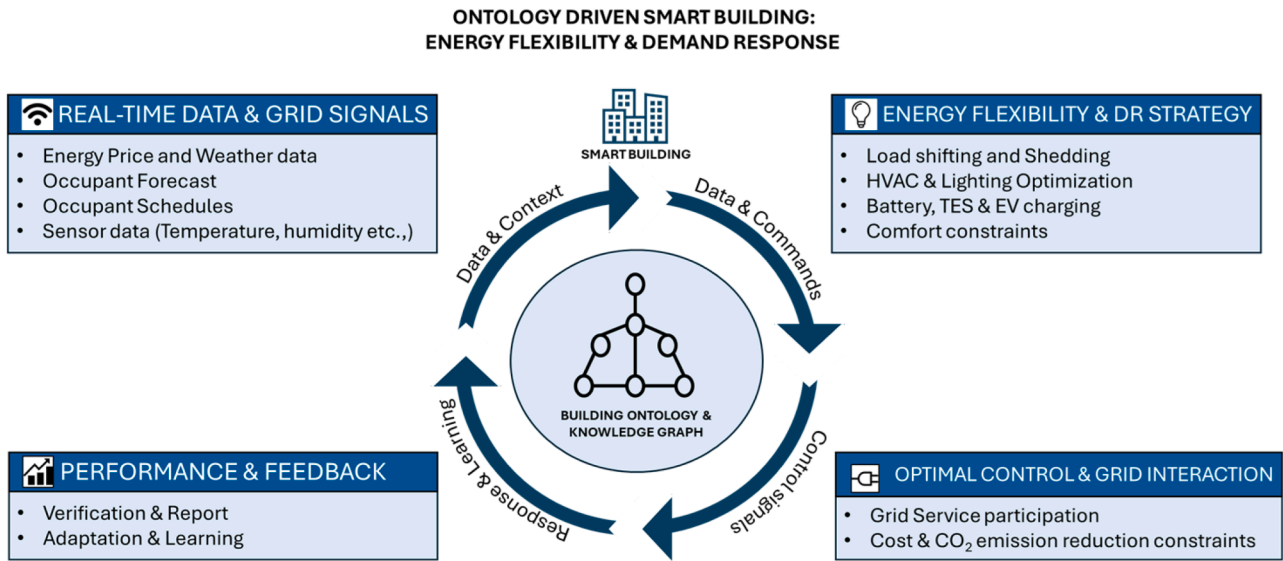 ONTOLOGY DRIVEN SMART BUILDING:
ENERGY FLEXIBILITY & DEMAND RESPONSE
REAL-TIME DATA & GRID SIGNALS
• Energy Price and Weather data
• Occupant Forecast
• Occupant Schedules
• Sensor data (Temperature, humidity etc.,)
SMART BUILDING
ENERGY FLEXIBILITY & DR STRATEGY
• Load shifting and Shedding
• HVAC & Lighting Optimization
• Battery, TES & EV charging
• Comfort constraints
Data & Context
Data & Commands
BUILDING ONTOLOGY &
KNOWLEDGE GRAPH
Response & Learning
Control signals
PERFORMANCE & FEEDBACK
• Verification & Report
• Adaptation & Learning
OPTIMAL CONTROL & GRID INTERACTION
• Grid Service participation
• Cost & CO₂ emission reduction constraints